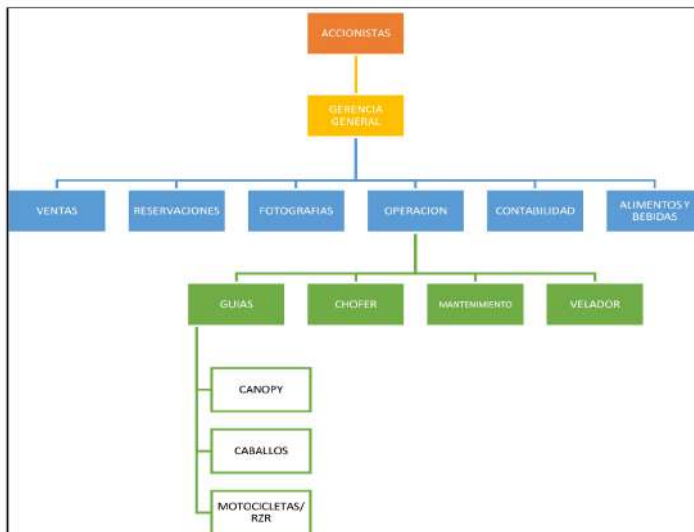 ACCIONISTAS
GERENCIA
GENERAL
VENTAS
RESERVACIONES
FOTOGRAFIAS
OPERACION
CONTABILIDAD
ALIMENTOS Y
BEBIDAS
GUIAS
CHOFER
MANTENIMIENTO
VELADOR
CANOPY
CABALLOS
MOTOCICLETAS/
RZR